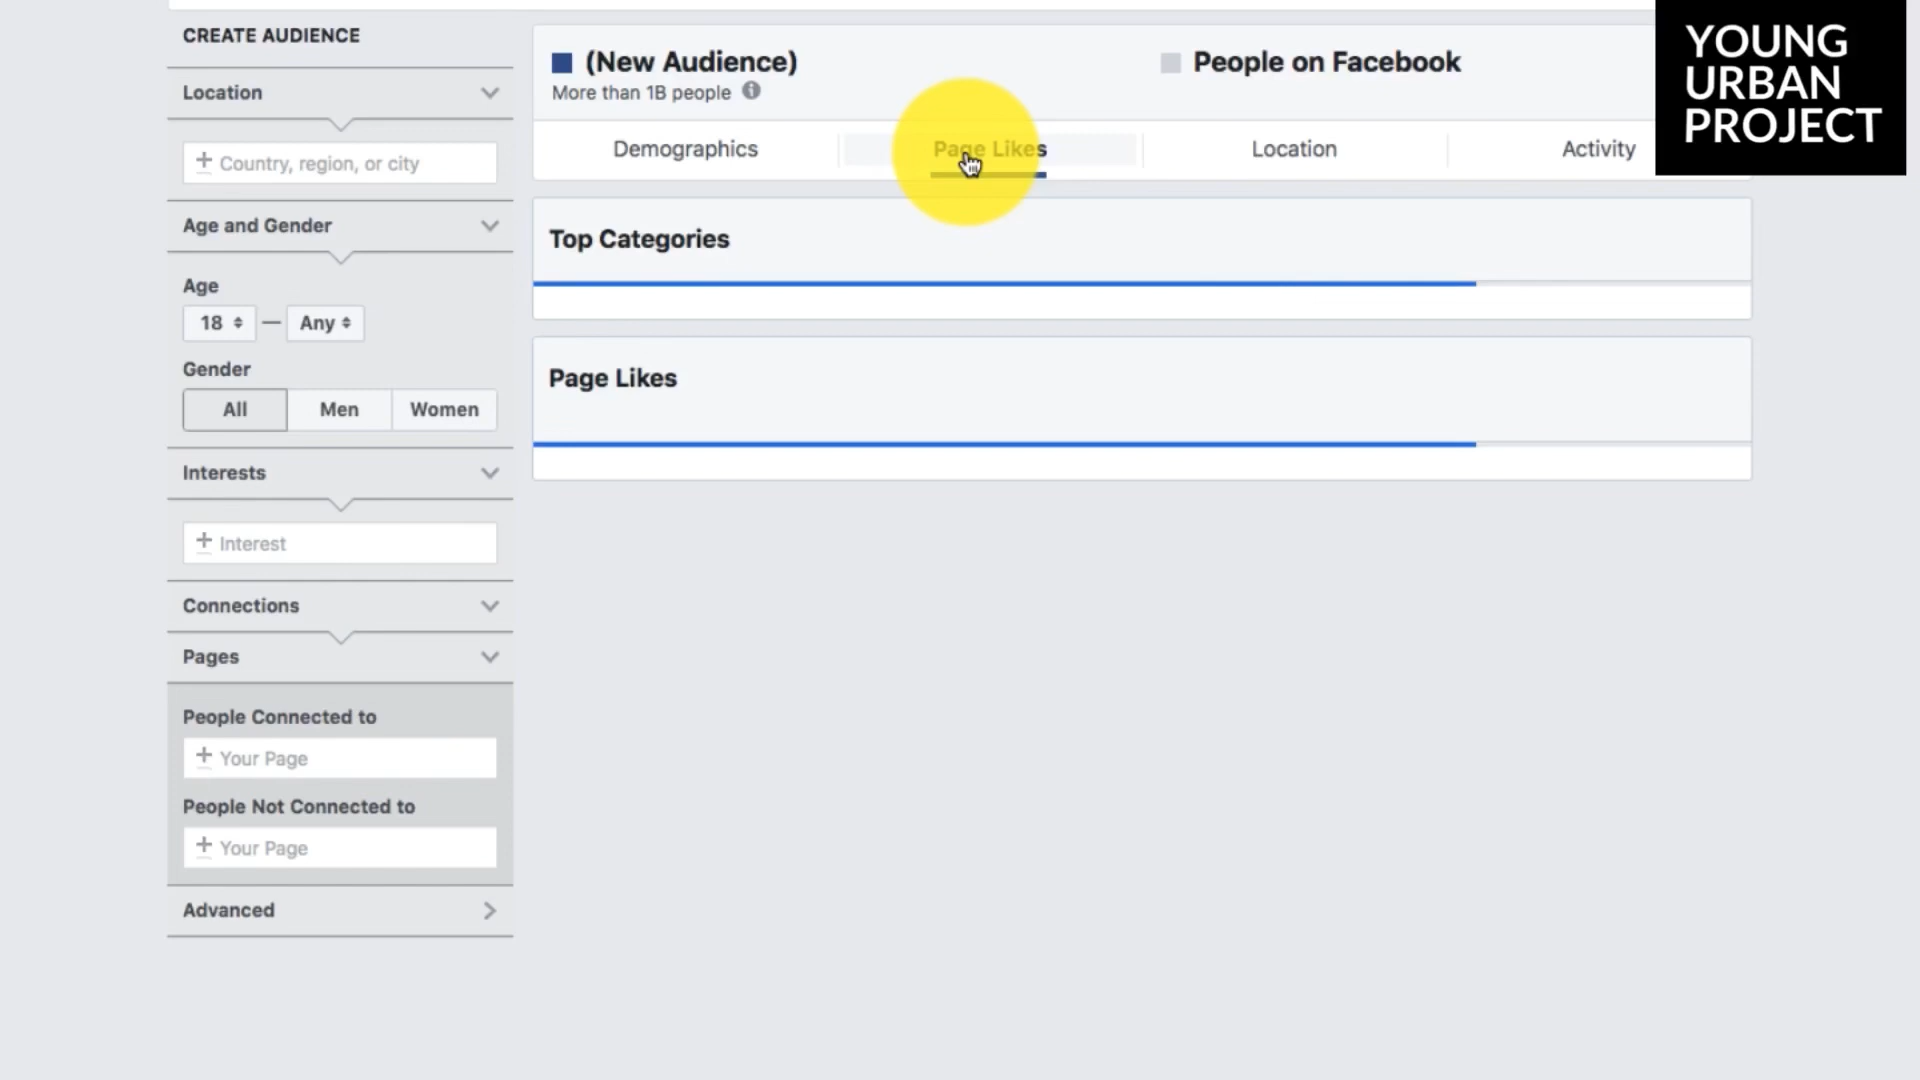 CREATE AUDIENCE
Location
+ Country, region, or city
Age and Gender
Age
18 — Any
Gender
All Men Women
Interests
+ Interest
Connections
Pages
People Connected to
+ Your Page
People Not Connected to
+ Your Page
Advanced
(New Audience)
More than 1B people
People on Facebook
Demographics Page Likes Location Activity
Top Categories
Page Likes
YOUNG
URBAN
PROJECT